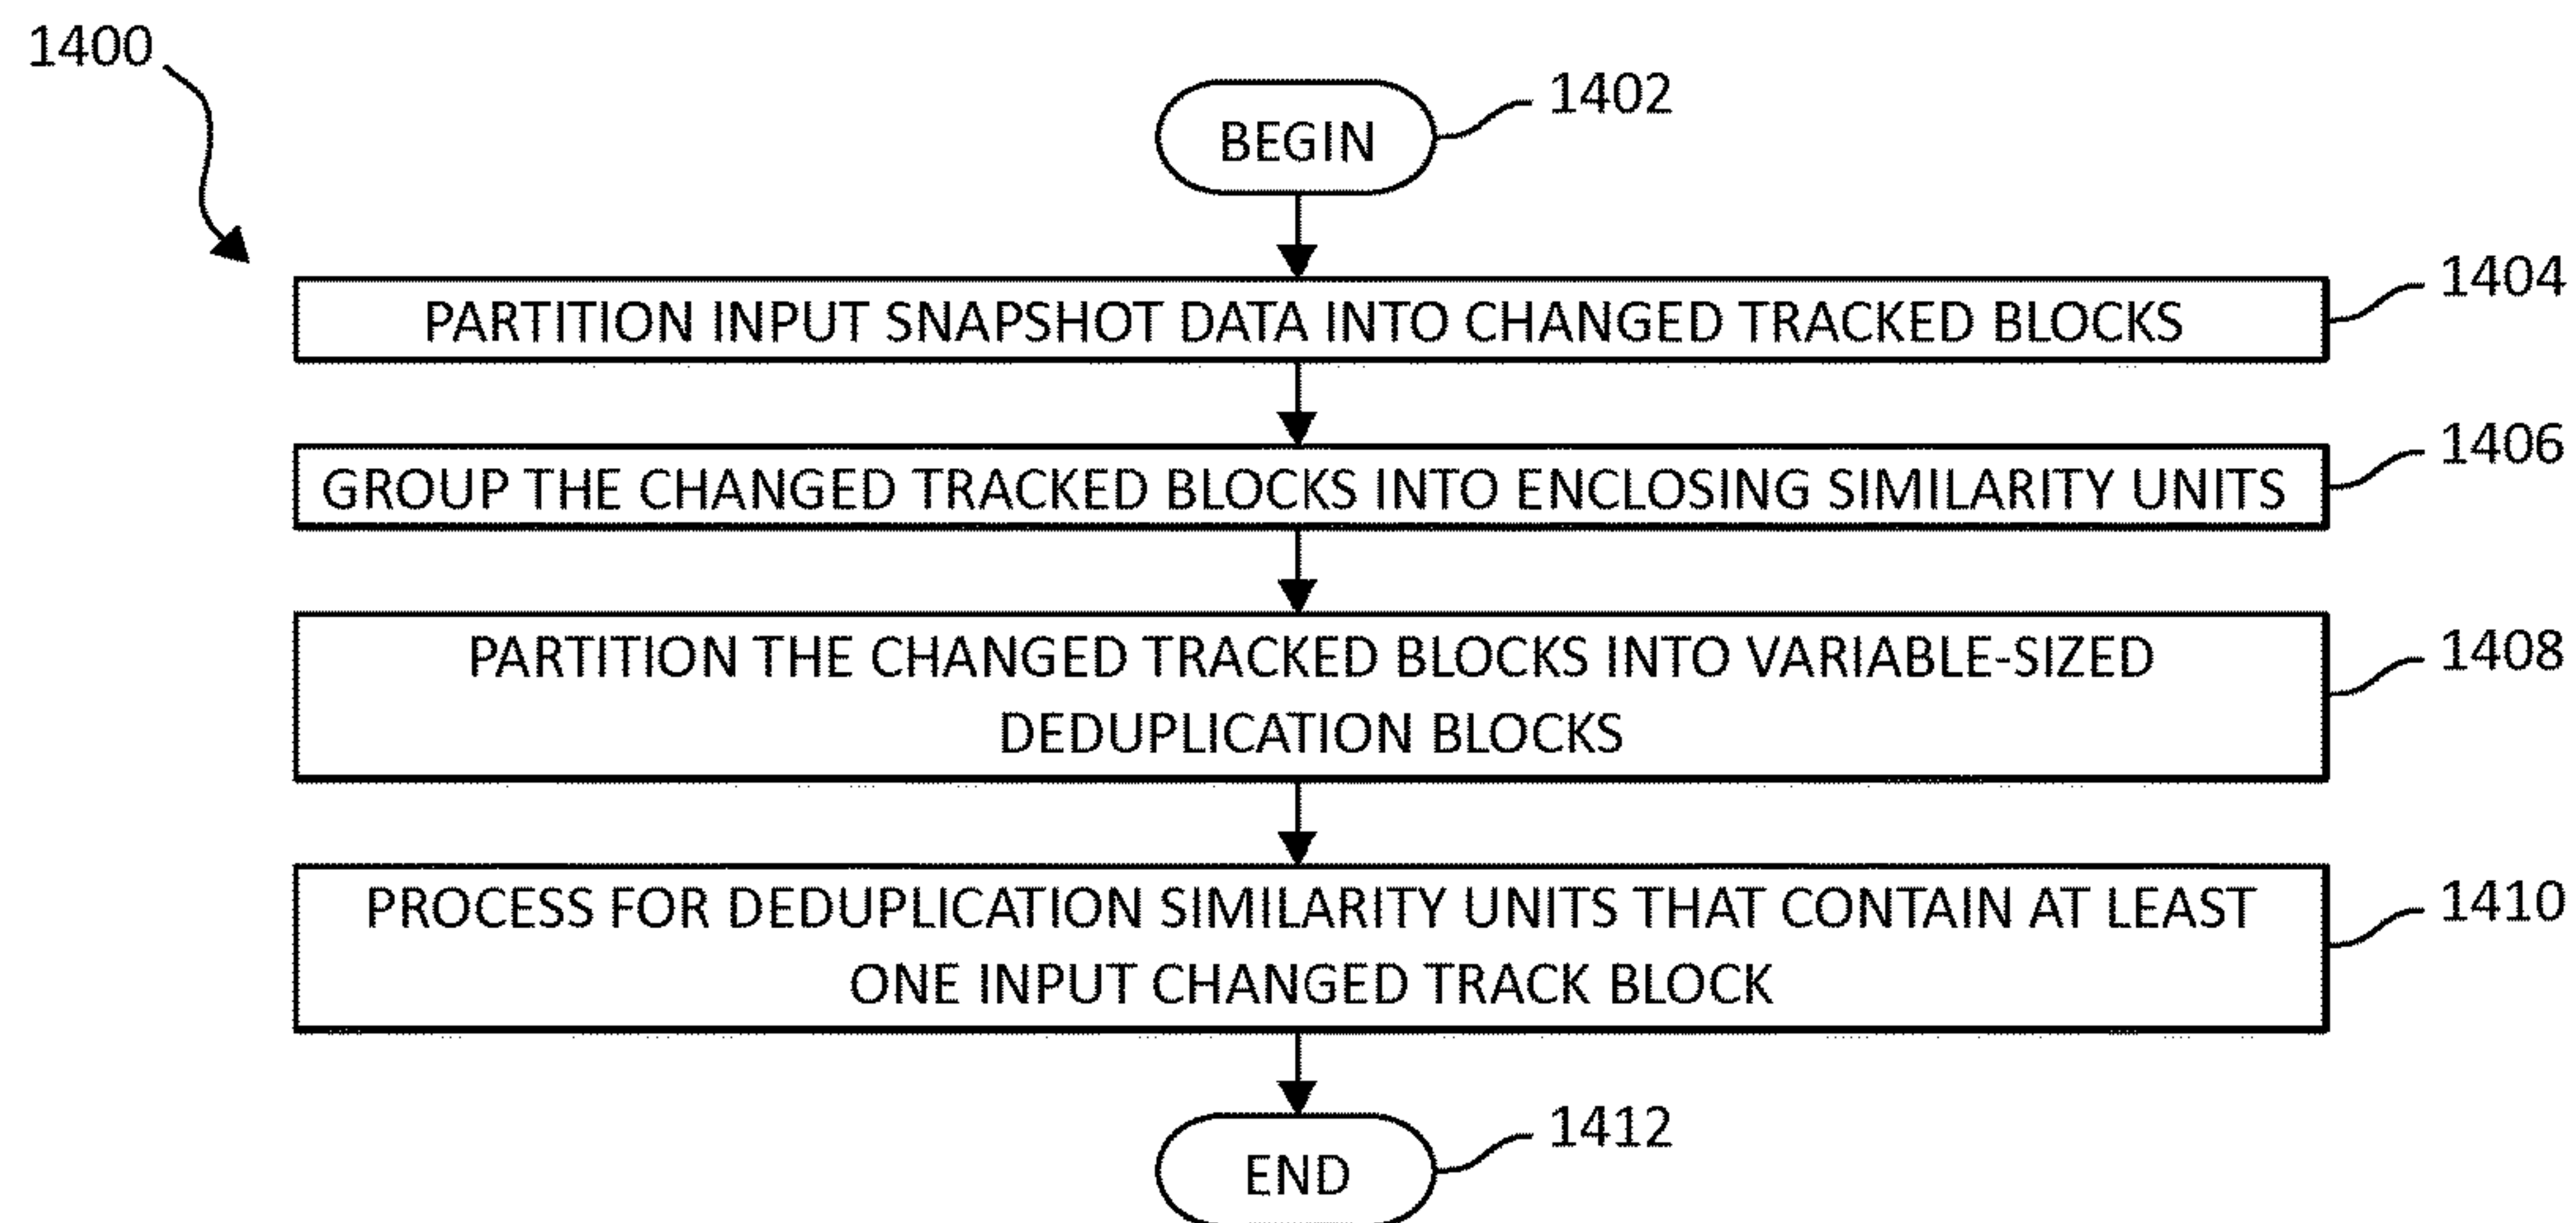 1400
BEGIN
1402
PARTITION INPUT SNAPSHOT DATA INTO CHANGED TRACKED BLOCKS
1404
GROUP THE CHANGED TRACKED BLOCKS INTO ENCLOSING SIMILARITY UNITS
1406
PARTITION THE CHANGED TRACKED BLOCKS INTO VARIABLE-SIZED
DEDUPLICATION BLOCKS
1408
PROCESS FOR DEDUPLICATION SIMILARITY UNITS THAT CONTAIN AT LEAST
ONE INPUT CHANGED TRACK BLOCK
1410
END
1412